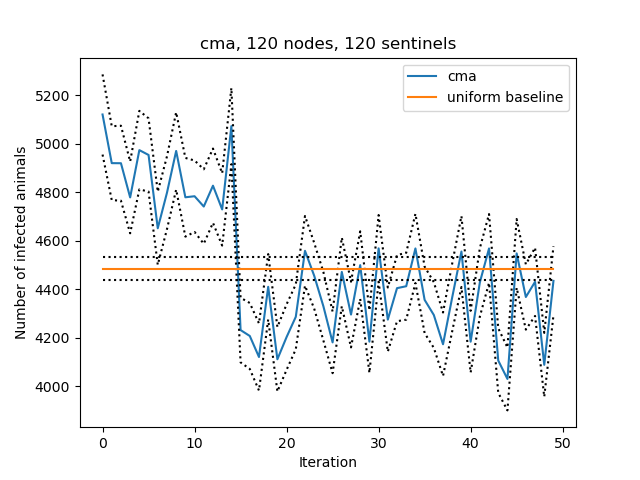 cma, 120 nodes, 120 sentinels
cma
uniform baseline
5200
5000
4800
4600
4400
4200
4000
Number of infected animals
0 10 20 30 40 50
Iteration